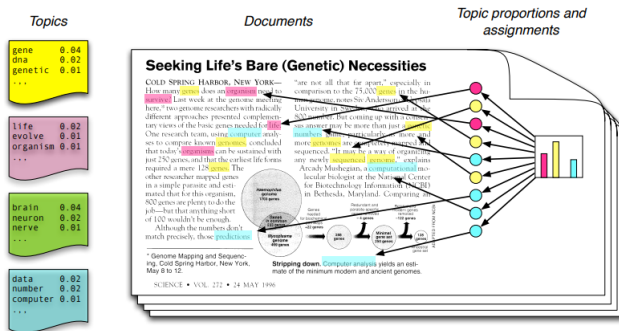 Topics
Documents
Topic proportions and
assignments
gene 0.04
dna 0.02
genetic 0.01
...
life 0.02
evolve 0.01
organism 0.01
...
brain 0.04
neuron 0.02
nerve 0.01
...
data 0.02
number 0.02
computer 0.01
...
Seeking Life's Bare (Genetic) Necessities
COLD SPRING HARBOR, NEW YORK—
How many genes does an organism need to
survive? Last week at the genome meeting
here,* two genome researchers with radically
different approaches presented complemen-
tary views of the basic genes needed for life.
One research team, using computer analy-
ses to compare known genomes, concluded
that today's organisms can be sustained with
just 250 genes, and that the earliest life forms
required a mere 128 genes. The
other researcher mapped genes
in a simple parasite and esti-
mated that for this organism,
800 genes are plenty to do the
job—but that anything short
of 100 wouldn't be enough.
Although the numbers don't
match precisely, those predictions
* Genome Mapping and Sequenc-
ing, Cold Spring Harbor, New York,
May 8 to 12.
"are not all that far apart," especially in
comparison to the 75,000 genes in the hu-
man genome, notes Siv Andersson
University in Swed arrived at the
800 number. But coming up with a
sus answer may be more than just a
numbers particularly as more and
more genomes are completely mapped and
sequenced. "It may be a way of organizing
any newly sequenced genome," explains
Arcady Mushegian, a computational mo-
lecular biologist at the National Center
for Biotechnology Information (NCBI)
in Bethesda, Maryland. Comparing
Haemophilus
genome
1703 genes
Genes
in common
233 genes
Mycoplasma
genome
469 genes
Stripping down. Computer analysis yields an esti-
mate of the minimum modern and ancient genomes.
SCIENCE • VOL. 272 • 24 MAY 1996